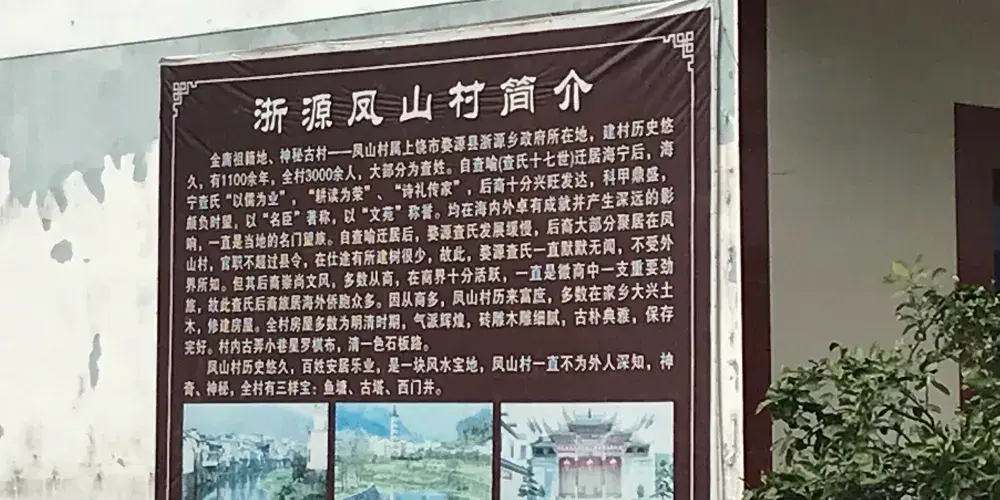 浙源凤山村简介
金庸祖籍地、神秘古村——凤山村属上饶市婺源县浙源乡政府所在地，建村历史悠
久，有1100余年，全村3000余人，大部分为查姓。自查喻(查氏十七世)迁居海宁后，海
宁查氏“以儒为业”，“耕读为荣”、“诗礼传家”，后裔十分兴旺发达，科甲鼎盛，
颇负时望，以“名臣”著称，以“文苑”称誉。均在海内外卓有成就并产生深远的影
响，一直是当地的名门望族。自查喻迁居后，婺源查氏发展缓慢，后裔大部分聚居在凤
山村，官职不超过县令，在仕途有所建树很少，故此，婺源查氏一直默默无闻，不受外
界所知。但其后裔崇尚文风，多数从商，在商界十分活跃，一直是徽商中一支重要劲
旅，故此查氏后裔旅居海外侨胞众多。因从商多，凤山村历来富庶，多数在家乡大兴土
木，修建房屋。全村房屋多数为明清时期，气派辉煌，砖雕木雕细腻，古朴典雅，保存
完好。村内古弄小巷星罗棋布，清一色石板路。
凤山村历史悠久，百姓安居乐业，是一块风水宝地，凤山村一直不为外人深知，神
奇、神秘，全村有三样宝：鱼塘、古塔、西门井。